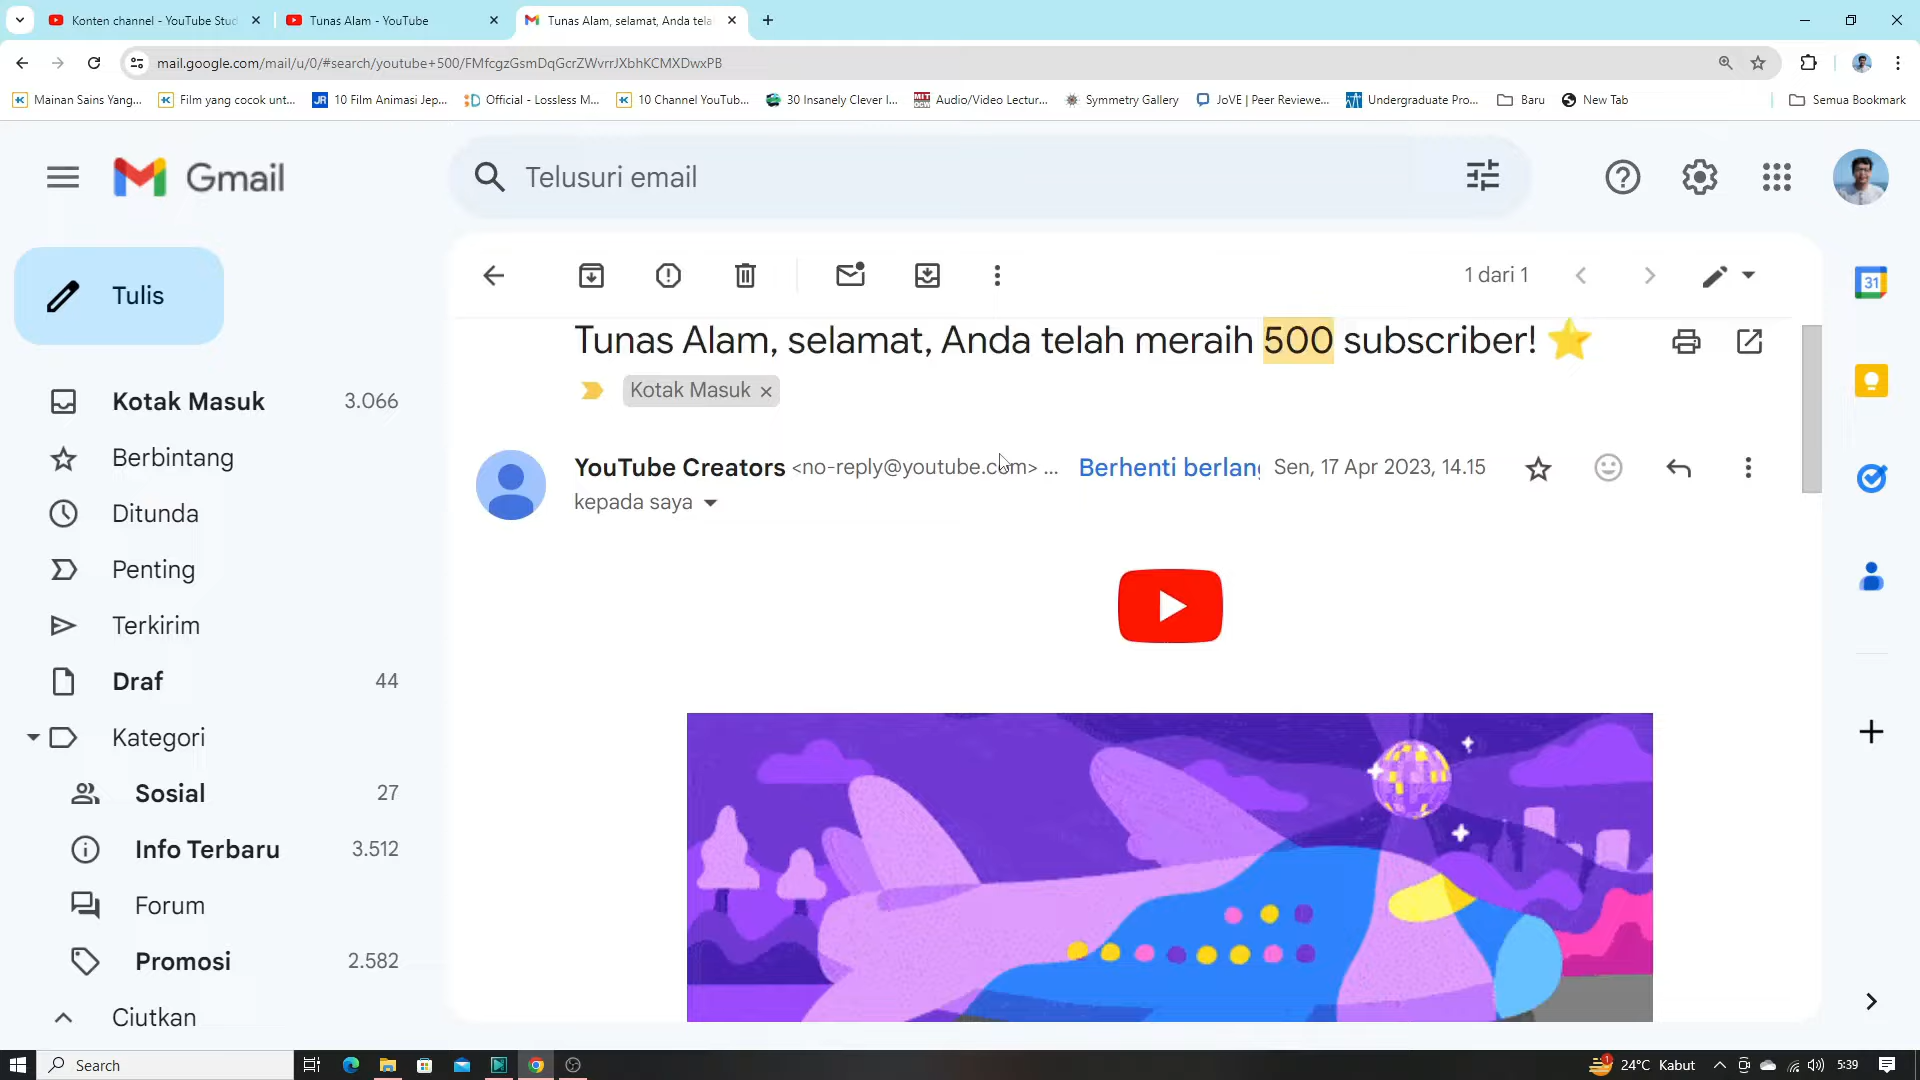 Konten channel - YouTube Stud
Tunas Alam - YouTube
Tunas Alam, selamat, Anda tela
mail.google.com/mail/u/0/#search/youtube+500/FMfcgzGsmDqGcrZWvrrJXbhKCMXDwxPB
Mainan Sains Yang...
Film yang cocok unt...
10 Film Animasi Jep...
Official - Lossless M...
10 Channel YouTub...
30 Insanely Clever I...
Audio/Video Lectur...
Symmetry Gallery
JoVE | Peer Reviewe...
Undergraduate Pro...
Baru
New Tab
Semua Bookmark
Gmail
Telusuri email
Tulis
1 dari 1
31
Tunas Alam, selamat, Anda telah meraih 500 subscriber! ⭐
Kotak Masuk ×
Kotak Masuk 3.066
Berbintang
Ditunda
Penting
Terkirim
Draf 44
Kategori
Sosial 27
Info Terbaru 3.512
Forum
Promosi 2.582
Ciutkan
YouTube Creators <no-reply@youtube.com> ... Berhenti berlang Sen, 17 Apr 2023, 14.15
kepada saya
Search
1
24°C Kabut
5:39